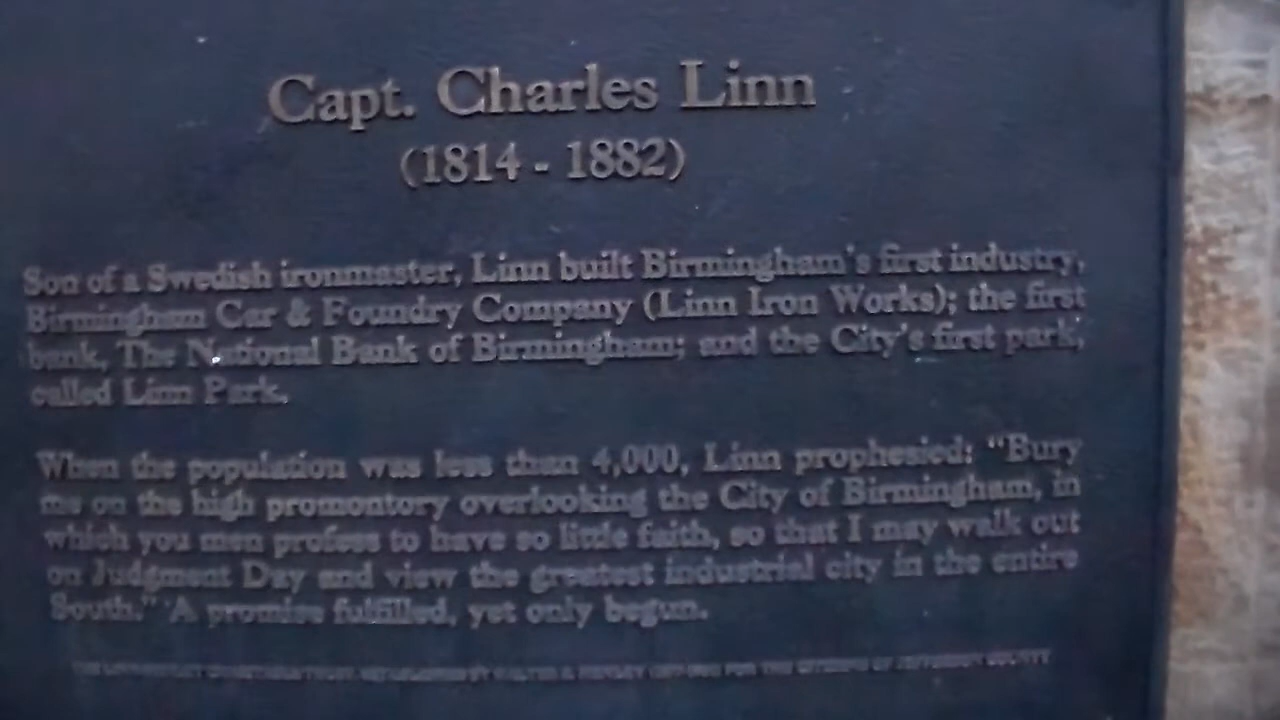 Capt. Charles Linn
(1814 - 1882)
Son of a Swedish ironmaster, Linn built Birmingham's first industry,
Birmingham Car & Foundry Company (Linn Iron Works); the first
bank, The National Bank of Birmingham; and the City's first park,
called Linn Park.
When the population was less than 4,000, Linn prophesied: "Bury
me on the high promontory overlooking the City of Birmingham, in
which you men profess to have so little faith, so that I may walk out
on Judgment Day and view the greatest industrial city in the entire
South." A promise fulfilled, yet only begun.